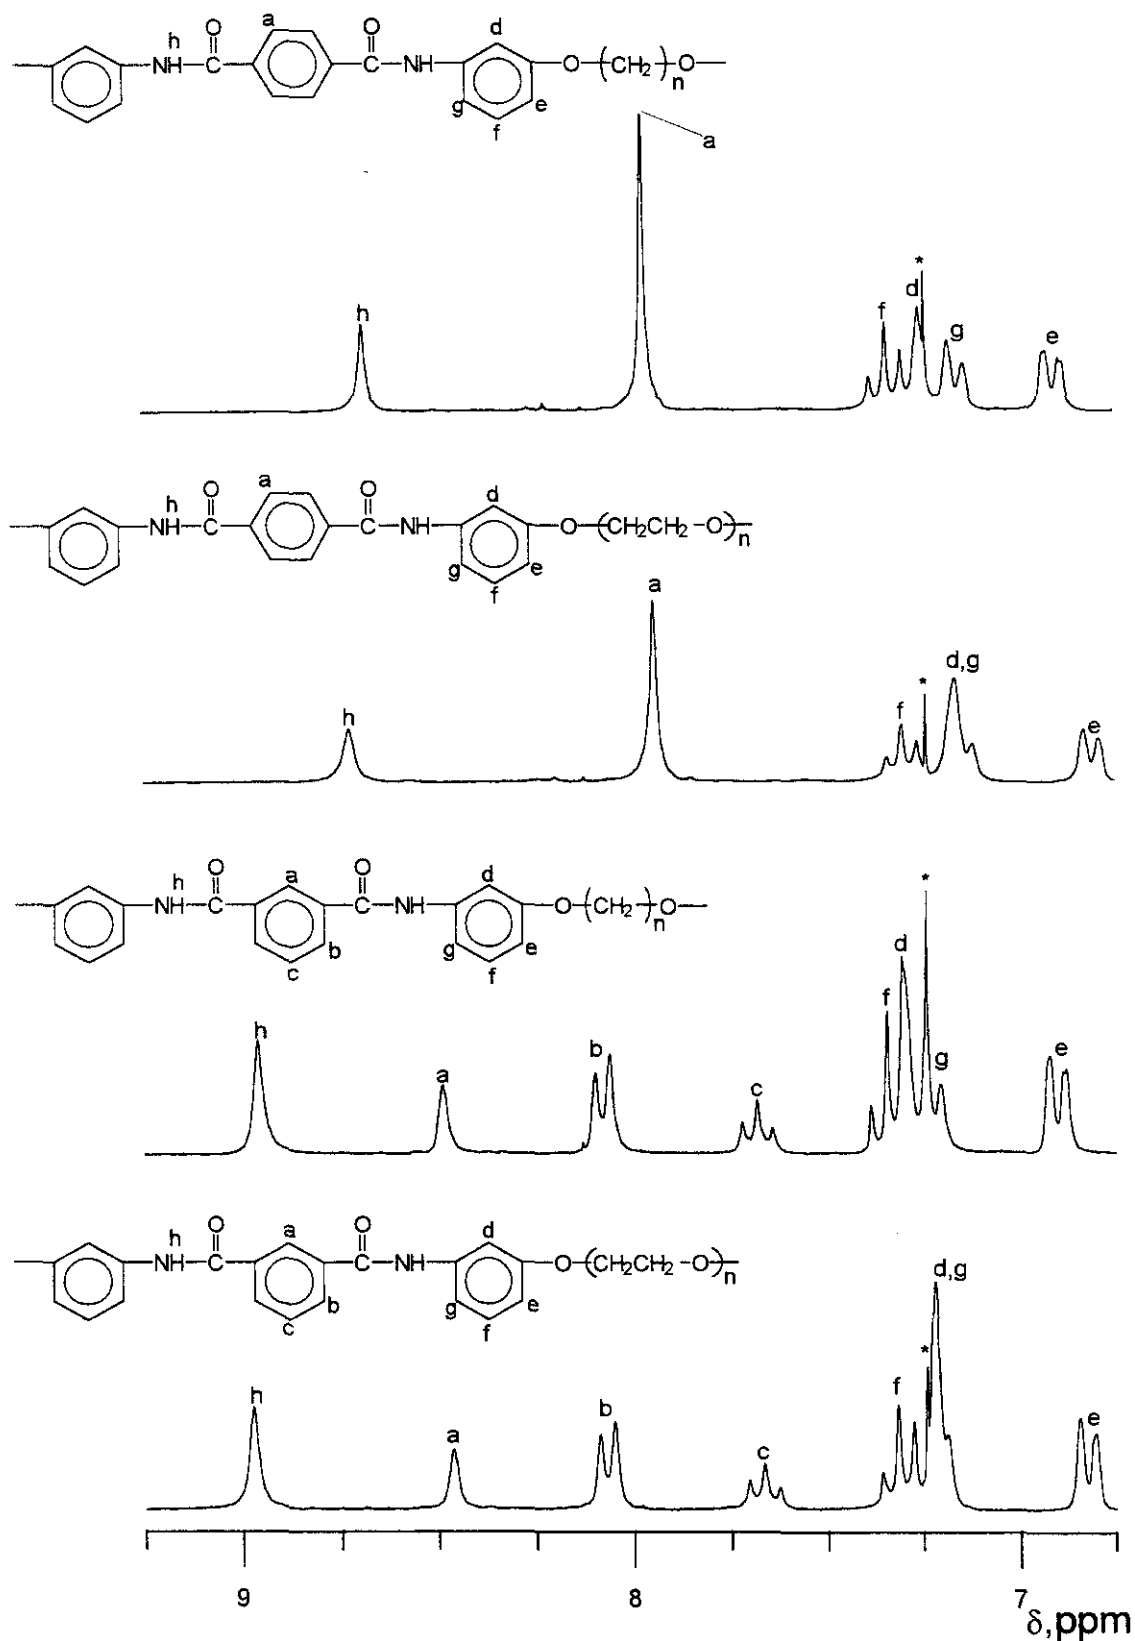 h O a O d
NH C C NH O (CH2)n O
g e
f
a
h f d * g e
h O a O d
NH C C NH O (CH2CH2 O)n
g e
f
a
h f * d,g e
h O a O d
NH C C NH O (CH2)n O
b g e
c f
h a b c f d * g e
h O a O d
NH C C NH O (CH2CH2 O)n
b g e
c f
h a b c f * d,g e
9 8 7
δ,ppm